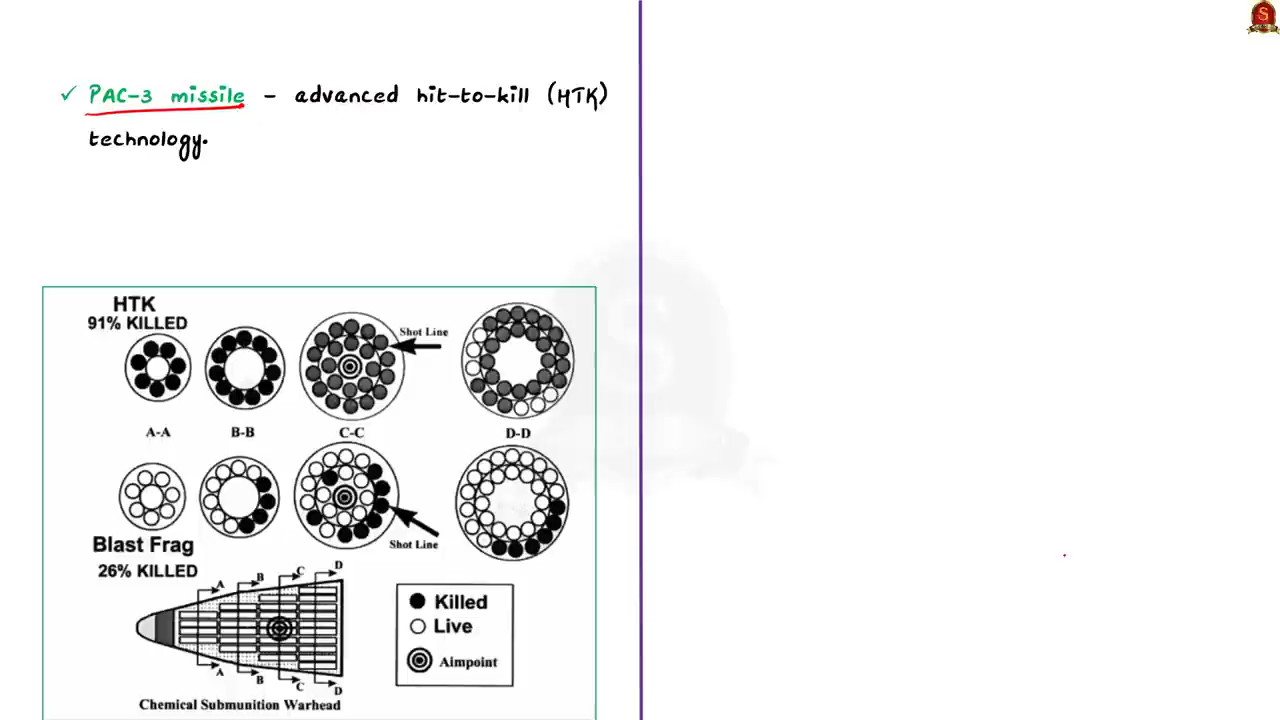 ✓ PAC-3 missile - advanced hit-to-kill (HTK)
technology.
HTK
91% KILLED
Shot Line
A-A
B-B
C-C
D-D
Blast Frag
26% KILLED
Shot Line
A
B
C
D
A
B
C
D
Chemical Submunition Warhead
Killed
Live
Aimpoint
S